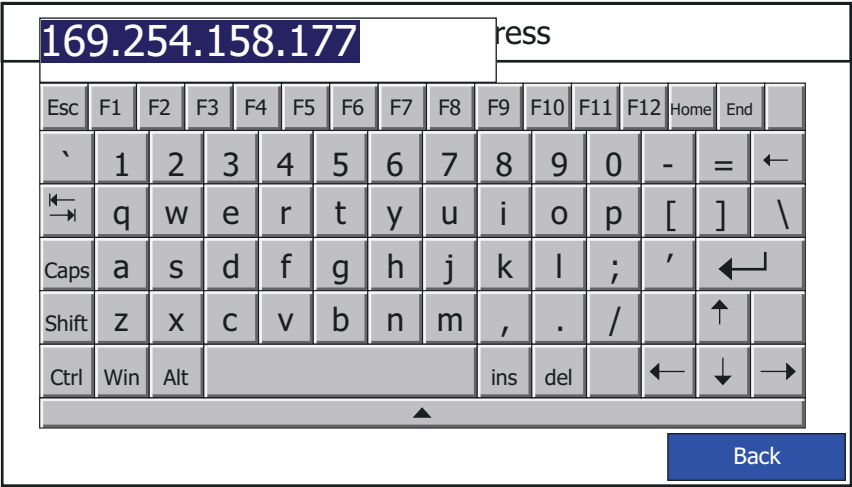 169.254.158.177 ress
Esc F1 F2 F3 F4 F5 F6 F7 F8 F9 F10 F11 F12 Home End
` 1 2 3 4 5 6 7 8 9 0 - = ←
q w e r t y u i o p [ ] \
Caps a s d f g h j k l ; ' 
Shift z x c v b n m , . / ↑
Ctrl Win Alt ins del ← ↓ →
Back